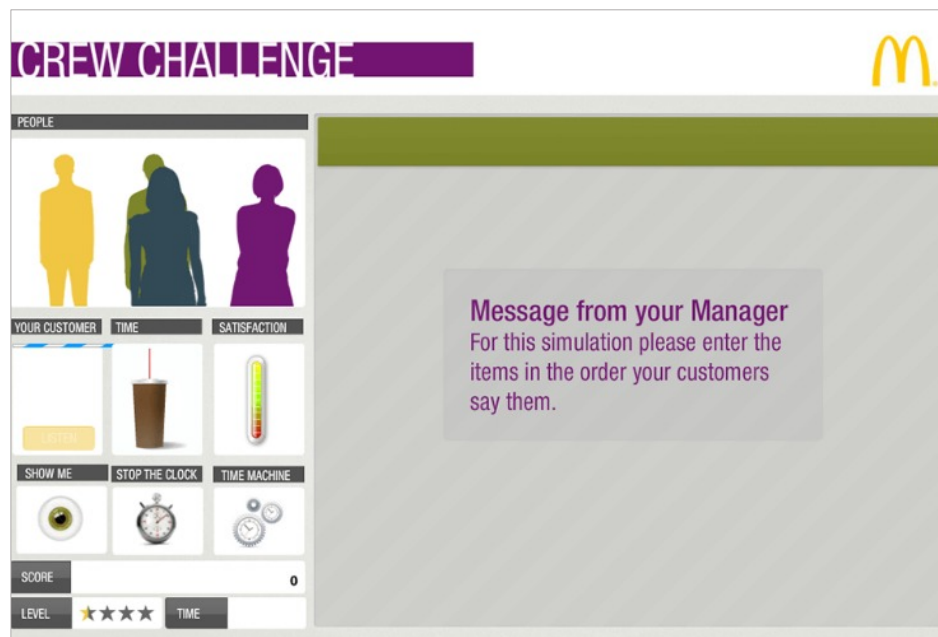 CREW CHALLENGE
PEOPLE
YOUR CUSTOMER
TIME
SATISFACTION
LISTEN
SHOW ME
STOP THE CLOCK
TIME MACHINE
SCORE
0
LEVEL
TIME
Message from your Manager
For this simulation please enter the
items in the order your customers
say them.